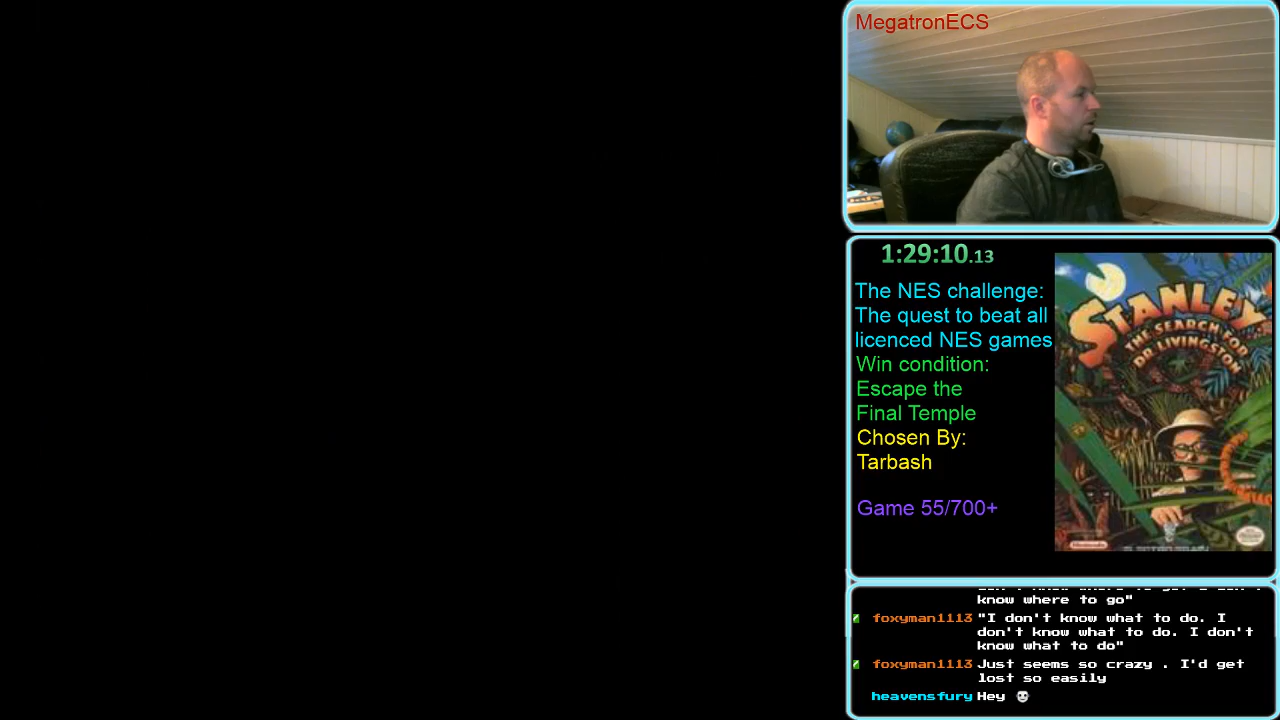 MegatronECS
1:29:10.13
The NES challenge:
The quest to beat all
licenced NES games
Win condition:
Escape the
Final Temple
Chosen By:
Tarbash
Game 55/700+
STANLEY
THE SEARCH FOR
DR. LIVINGSTON
Nintendo
know where to go"
foxyman1113 "I don't know what to do. I
don't know what to do. I don't
know what to do"
foxyman1113 Just seems so crazy . I'd get
lost so easily
heavensfury Hey